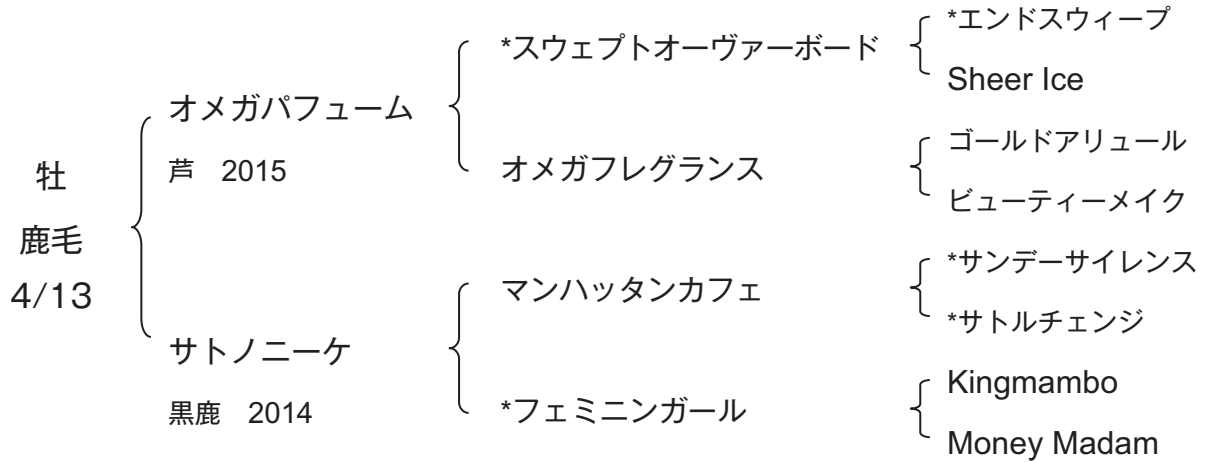 牡
鹿毛
4/13
オメガパフューム
芦 2015
サトノニーケ
黒鹿 2014
*スウェプトオーヴァーボード
オメガフレグランス
マンハッタンカフェ
*フェミニンガール
*エンドスウィープ
Sheer Ice
ゴールドアリュール
ビューティーメイク
*サンデーサイレンス
*サトルチェンジ
Kingmambo
Money Madam